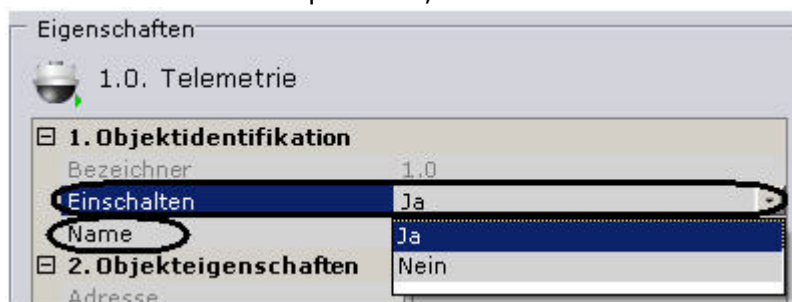 Eigenschaften
1.0. Telemetrie
1.Objektidentifikation
Bezeichner 1.0
Einschalten Ja
Name Ja
2.Objekteigenschaften Nein
Adresse